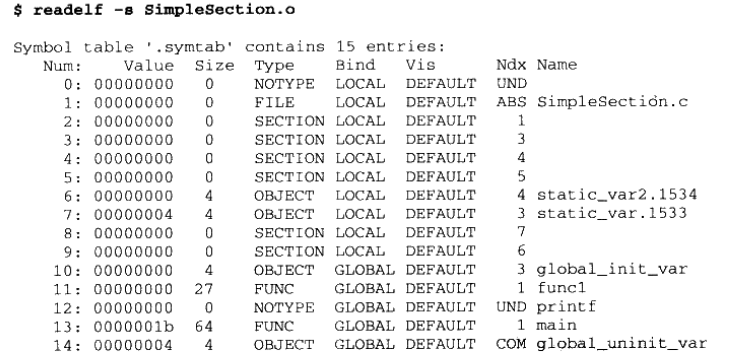 $ readelf -s SimpleSection.o
Symbol table '.symtab' contains 15 entries:
Num: Value Size Type Bind Vis Ndx Name
0: 00000000 0 NOTYPE LOCAL DEFAULT UND
1: 00000000 0 FILE LOCAL DEFAULT ABS SimpleSection.c
2: 00000000 0 SECTION LOCAL DEFAULT 1
3: 00000000 0 SECTION LOCAL DEFAULT 3
4: 00000000 0 SECTION LOCAL DEFAULT 4
5: 00000000 0 SECTION LOCAL DEFAULT 5
6: 00000000 4 OBJECT LOCAL DEFAULT 4 static_var2.1534
7: 00000004 4 OBJECT LOCAL DEFAULT 3 static_var.1533
8: 00000000 0 SECTION LOCAL DEFAULT 7
9: 00000000 0 SECTION LOCAL DEFAULT 6
10: 00000000 4 OBJECT GLOBAL DEFAULT 3 global_init_var
11: 00000000 27 FUNC GLOBAL DEFAULT 1 func1
12: 00000000 0 NOTYPE GLOBAL DEFAULT UND printf
13: 0000001b 64 FUNC GLOBAL DEFAULT 1 main
14: 00000004 4 OBJECT GLOBAL DEFAULT COM global_uninit_var